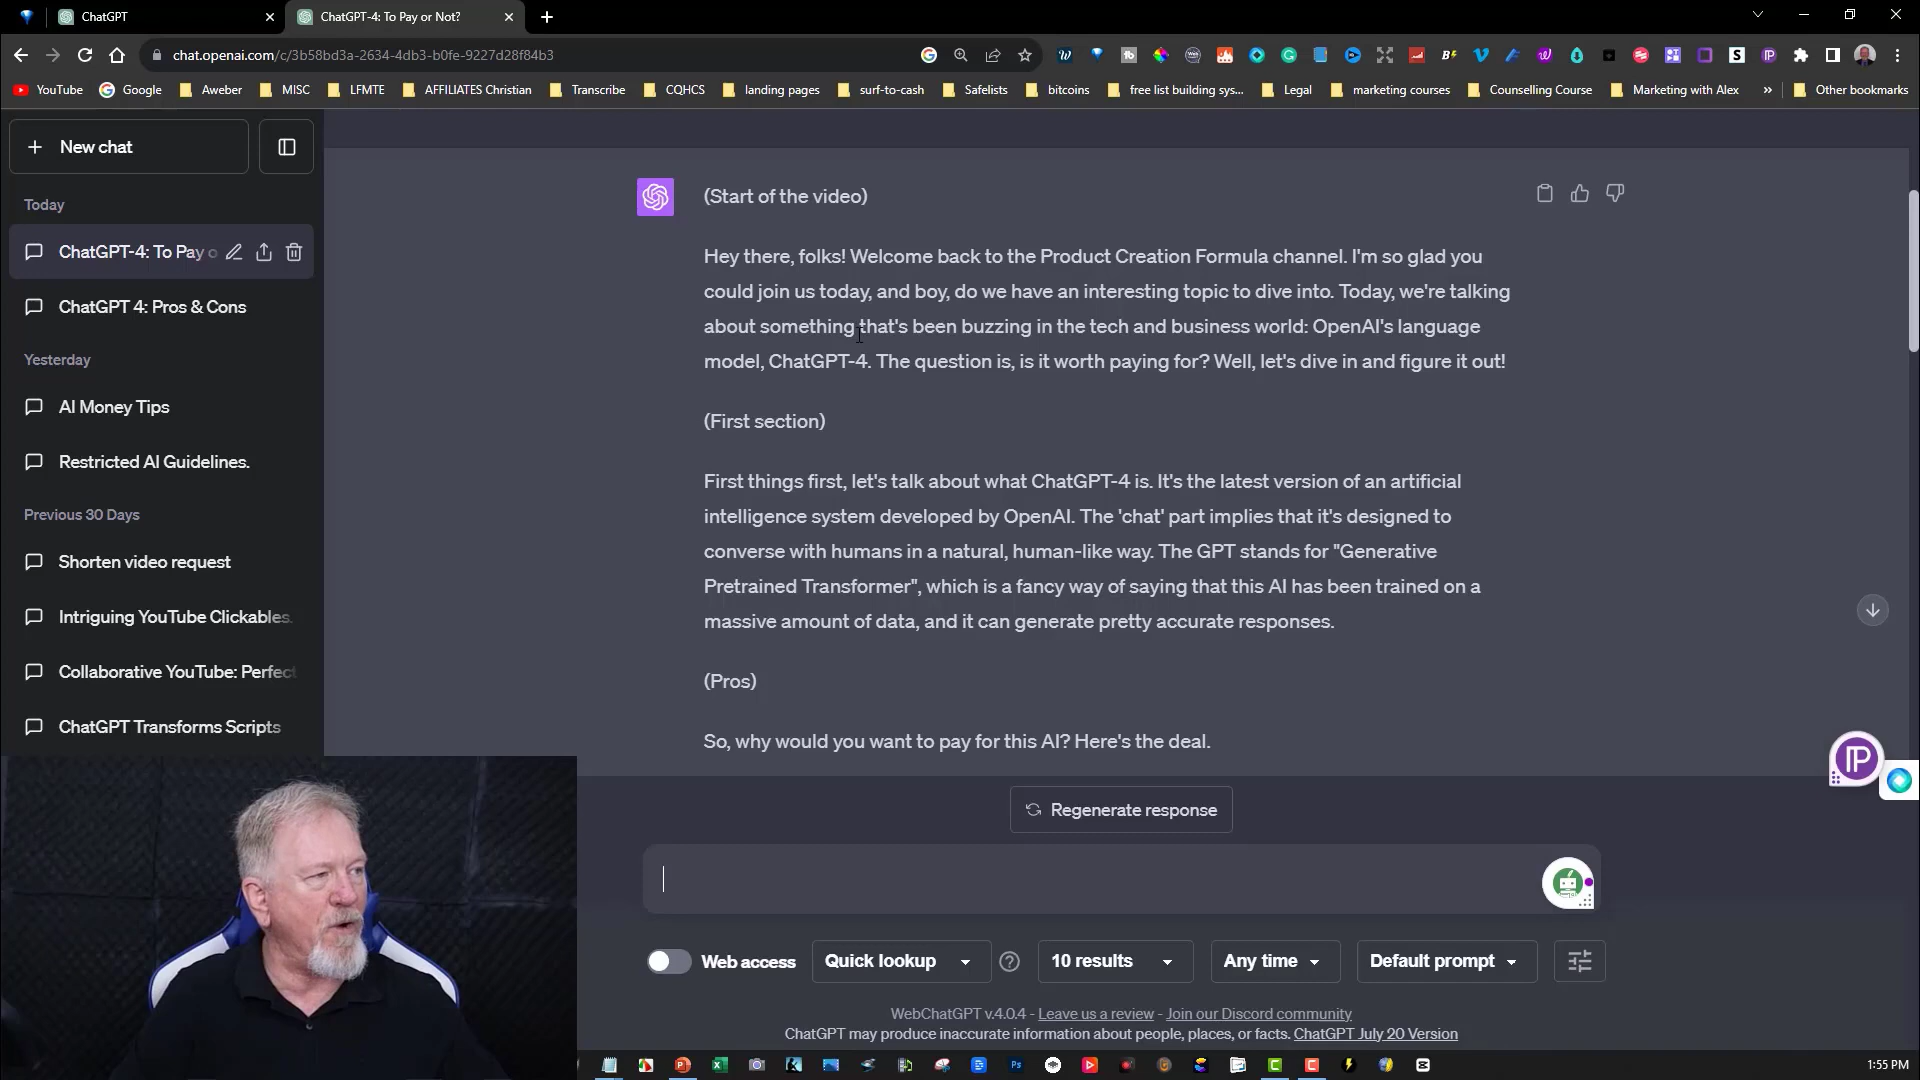 ChatGPT
ChatGPT-4: To Pay or Not?
chat.openai.com/c/3b58bd3a-2634-4db3-b0fe-9227d28f84b3
YouTube Google Aweber MISC LFMTE AFFILIATES Christian Transcribe CQHCS landing pages surf-to-cash Safelists bitcoins free list building sys... Legal marketing courses Counselling Course Marketing with Alex » Other bookmarks
+ New chat
Today
ChatGPT-4: To Pay o
ChatGPT 4: Pros & Cons
Yesterday
AI Money Tips
Restricted AI Guidelines.
Previous 30 Days
Shorten video request
Intriguing YouTube Clickables.
Collaborative YouTube: Perfect
ChatGPT Transforms Scripts
(Start of the video)
Hey there, folks! Welcome back to the Product Creation Formula channel. I'm so glad you
could join us today, and boy, do we have an interesting topic to dive into. Today, we're talking
about something that's been buzzing in the tech and business world: OpenAI's language
model, ChatGPT-4. The question is, is it worth paying for? Well, let's dive in and figure it out!
(First section)
First things first, let's talk about what ChatGPT-4 is. It's the latest version of an artificial
intelligence system developed by OpenAI. The 'chat' part implies that it's designed to
converse with humans in a natural, human-like way. The GPT stands for "Generative
Pretrained Transformer", which is a fancy way of saying that this AI has been trained on a
massive amount of data, and it can generate pretty accurate responses.
(Pros)
So, why would you want to pay for this AI? Here's the deal.
IP
Regenerate response
Web access Quick lookup 10 results Any time Default prompt
WebChatGPT v.4.0.4 - Leave us a review - Join our Discord community
ChatGPT may produce inaccurate information about people, places, or facts. ChatGPT July 20 Version
1:55 PM